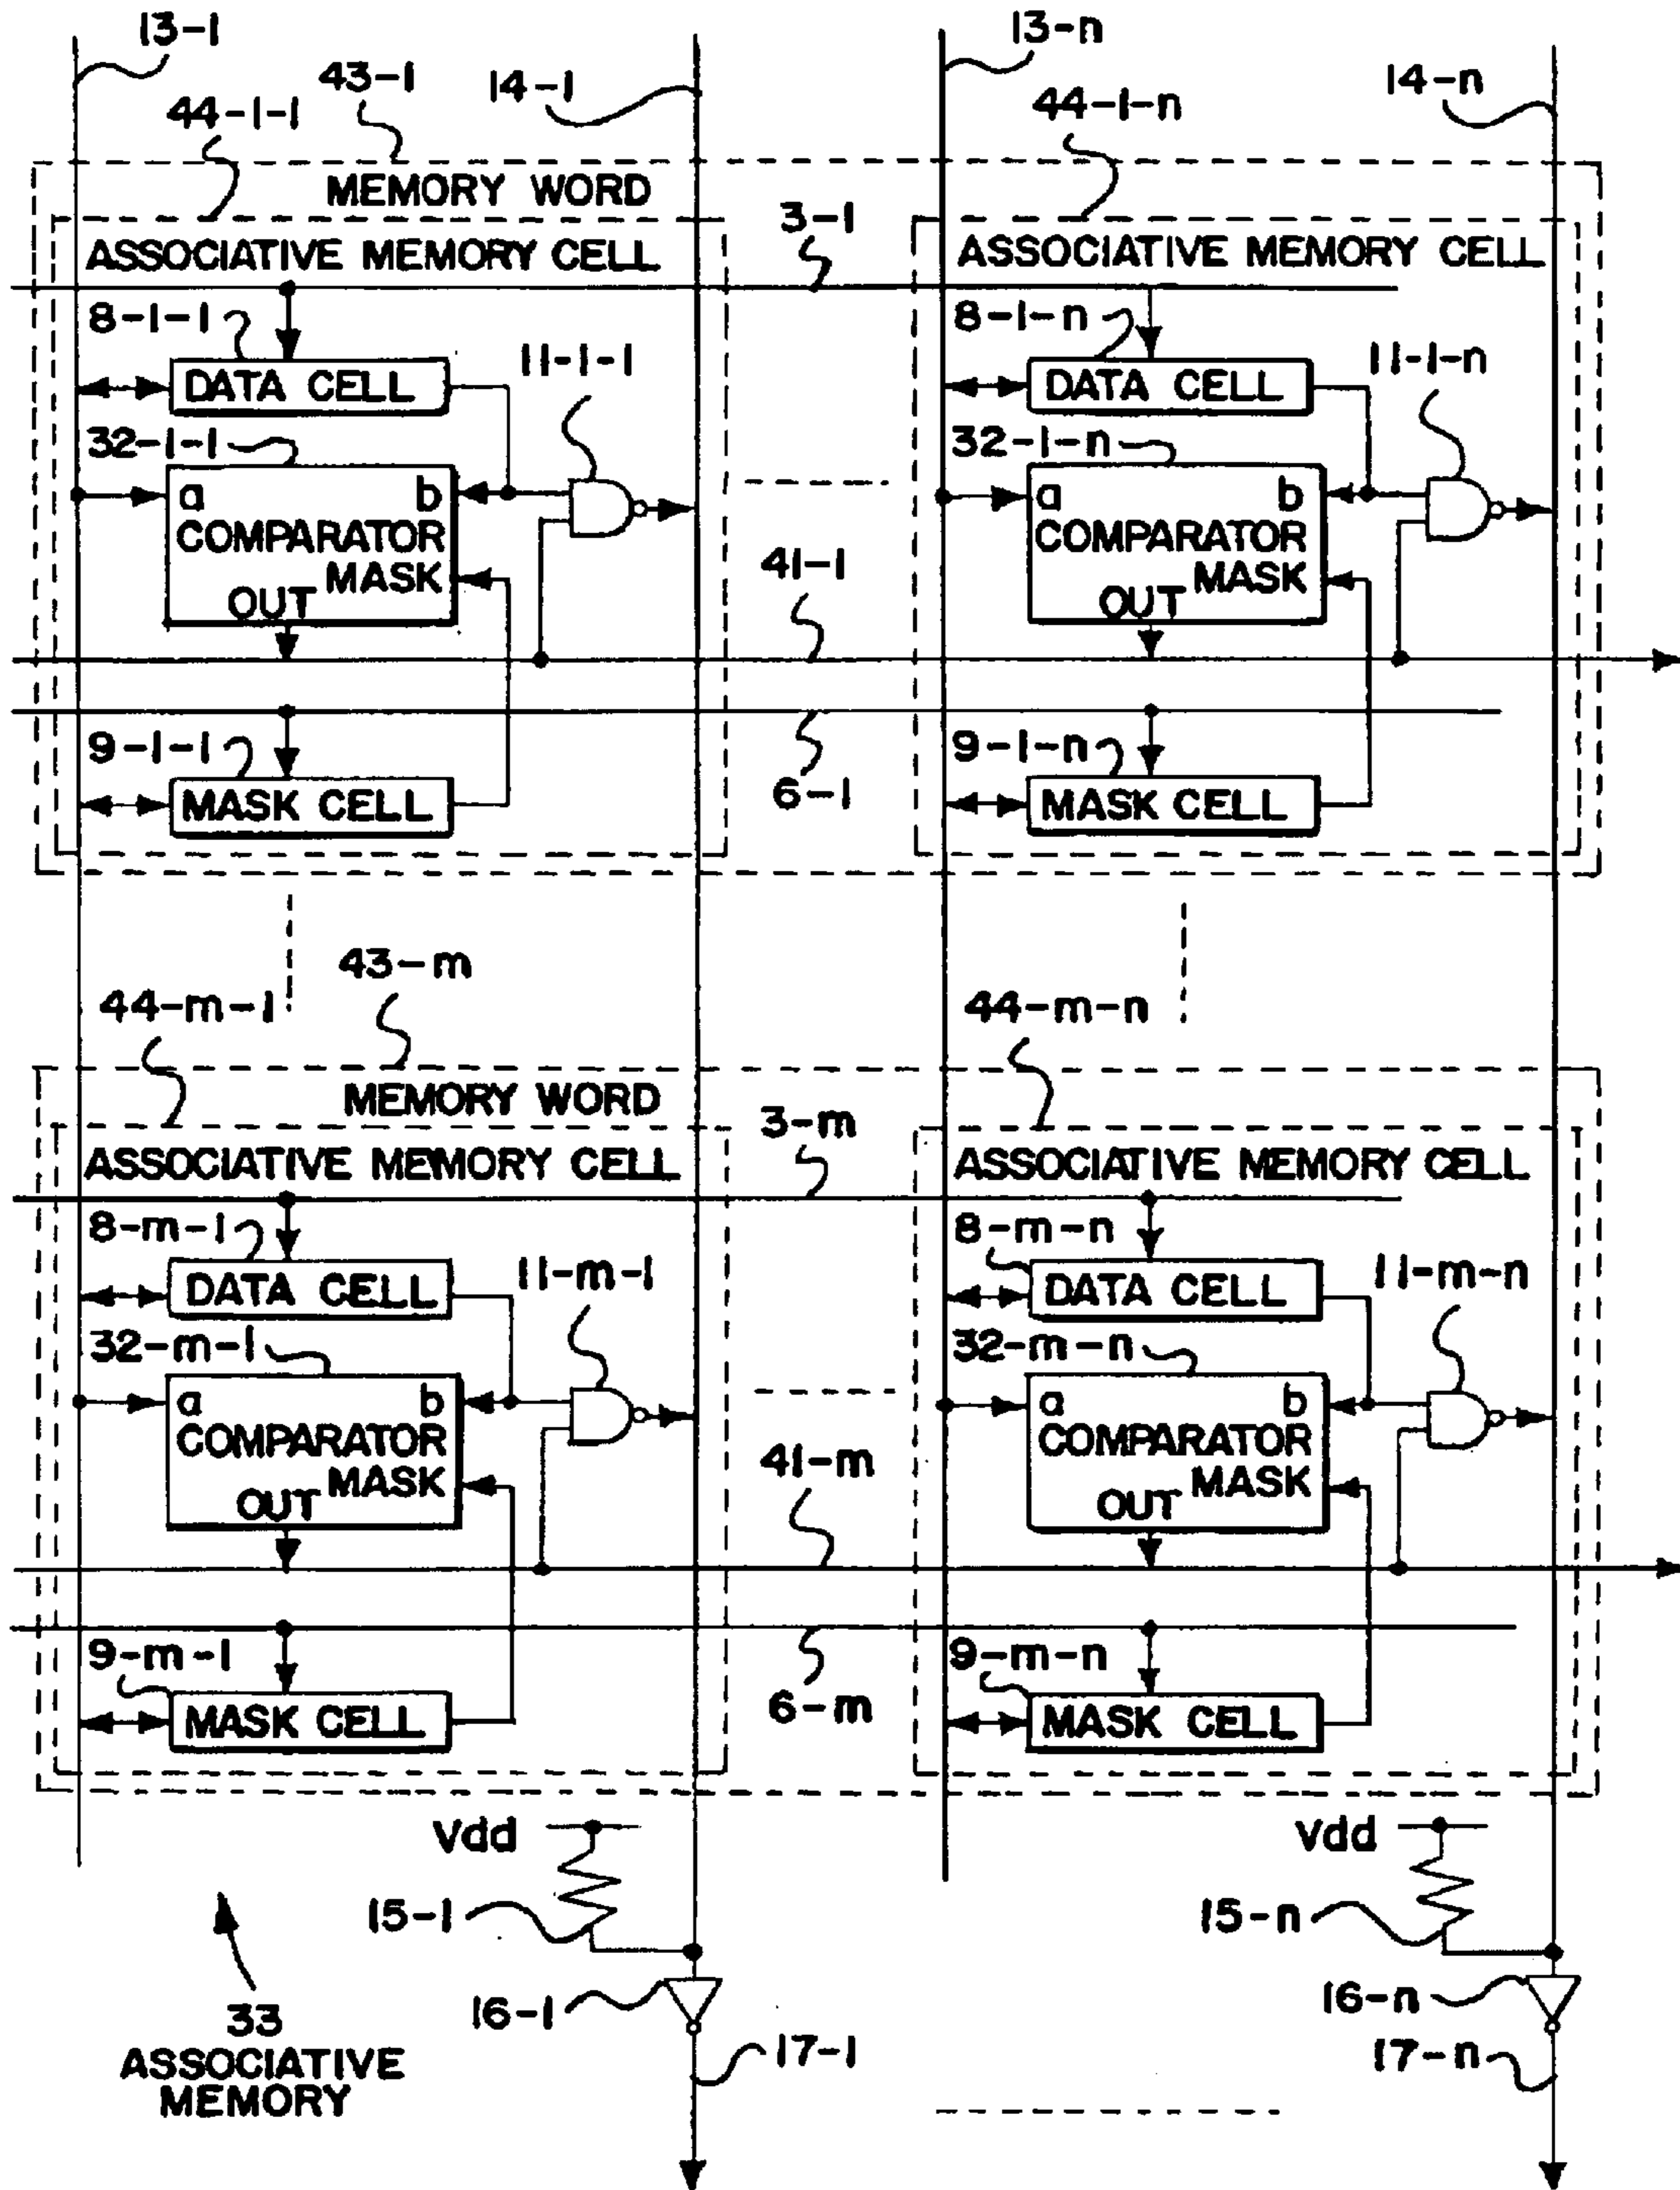 13-1
43-1
14-1
13-n
14-n
44-1-1
44-1-n
MEMORY WORD
3-1
ASSOCIATIVE MEMORY CELL
ASSOCIATIVE MEMORY CELL
8-1-1
11-1-1
8-1-n
11-1-n
DATA CELL
DATA CELL
32-1-1
32-1-n
a b
COMPARATOR
MASK
OUT
a b
COMPARATOR
MASK
OUT
41-1
9-1-1
6-1
9-1-n
MASK CELL
MASK CELL
43-m
44-m-1
44-m-n
MEMORY WORD
3-m
ASSOCIATIVE MEMORY CELL
ASSOCIATIVE MEMORY CELL
8-m-1
11-m-1
8-m-n
11-m-n
DATA CELL
DATA CELL
32-m-1
32-m-n
a b
COMPARATOR
MASK
OUT
a b
COMPARATOR
MASK
OUT
41-m
9-m-1
6-m
9-m-n
MASK CELL
MASK CELL
Vdd
Vdd
15-1
15-n
16-1
16-n
33
ASSOCIATIVE
MEMORY
17-1
17-n